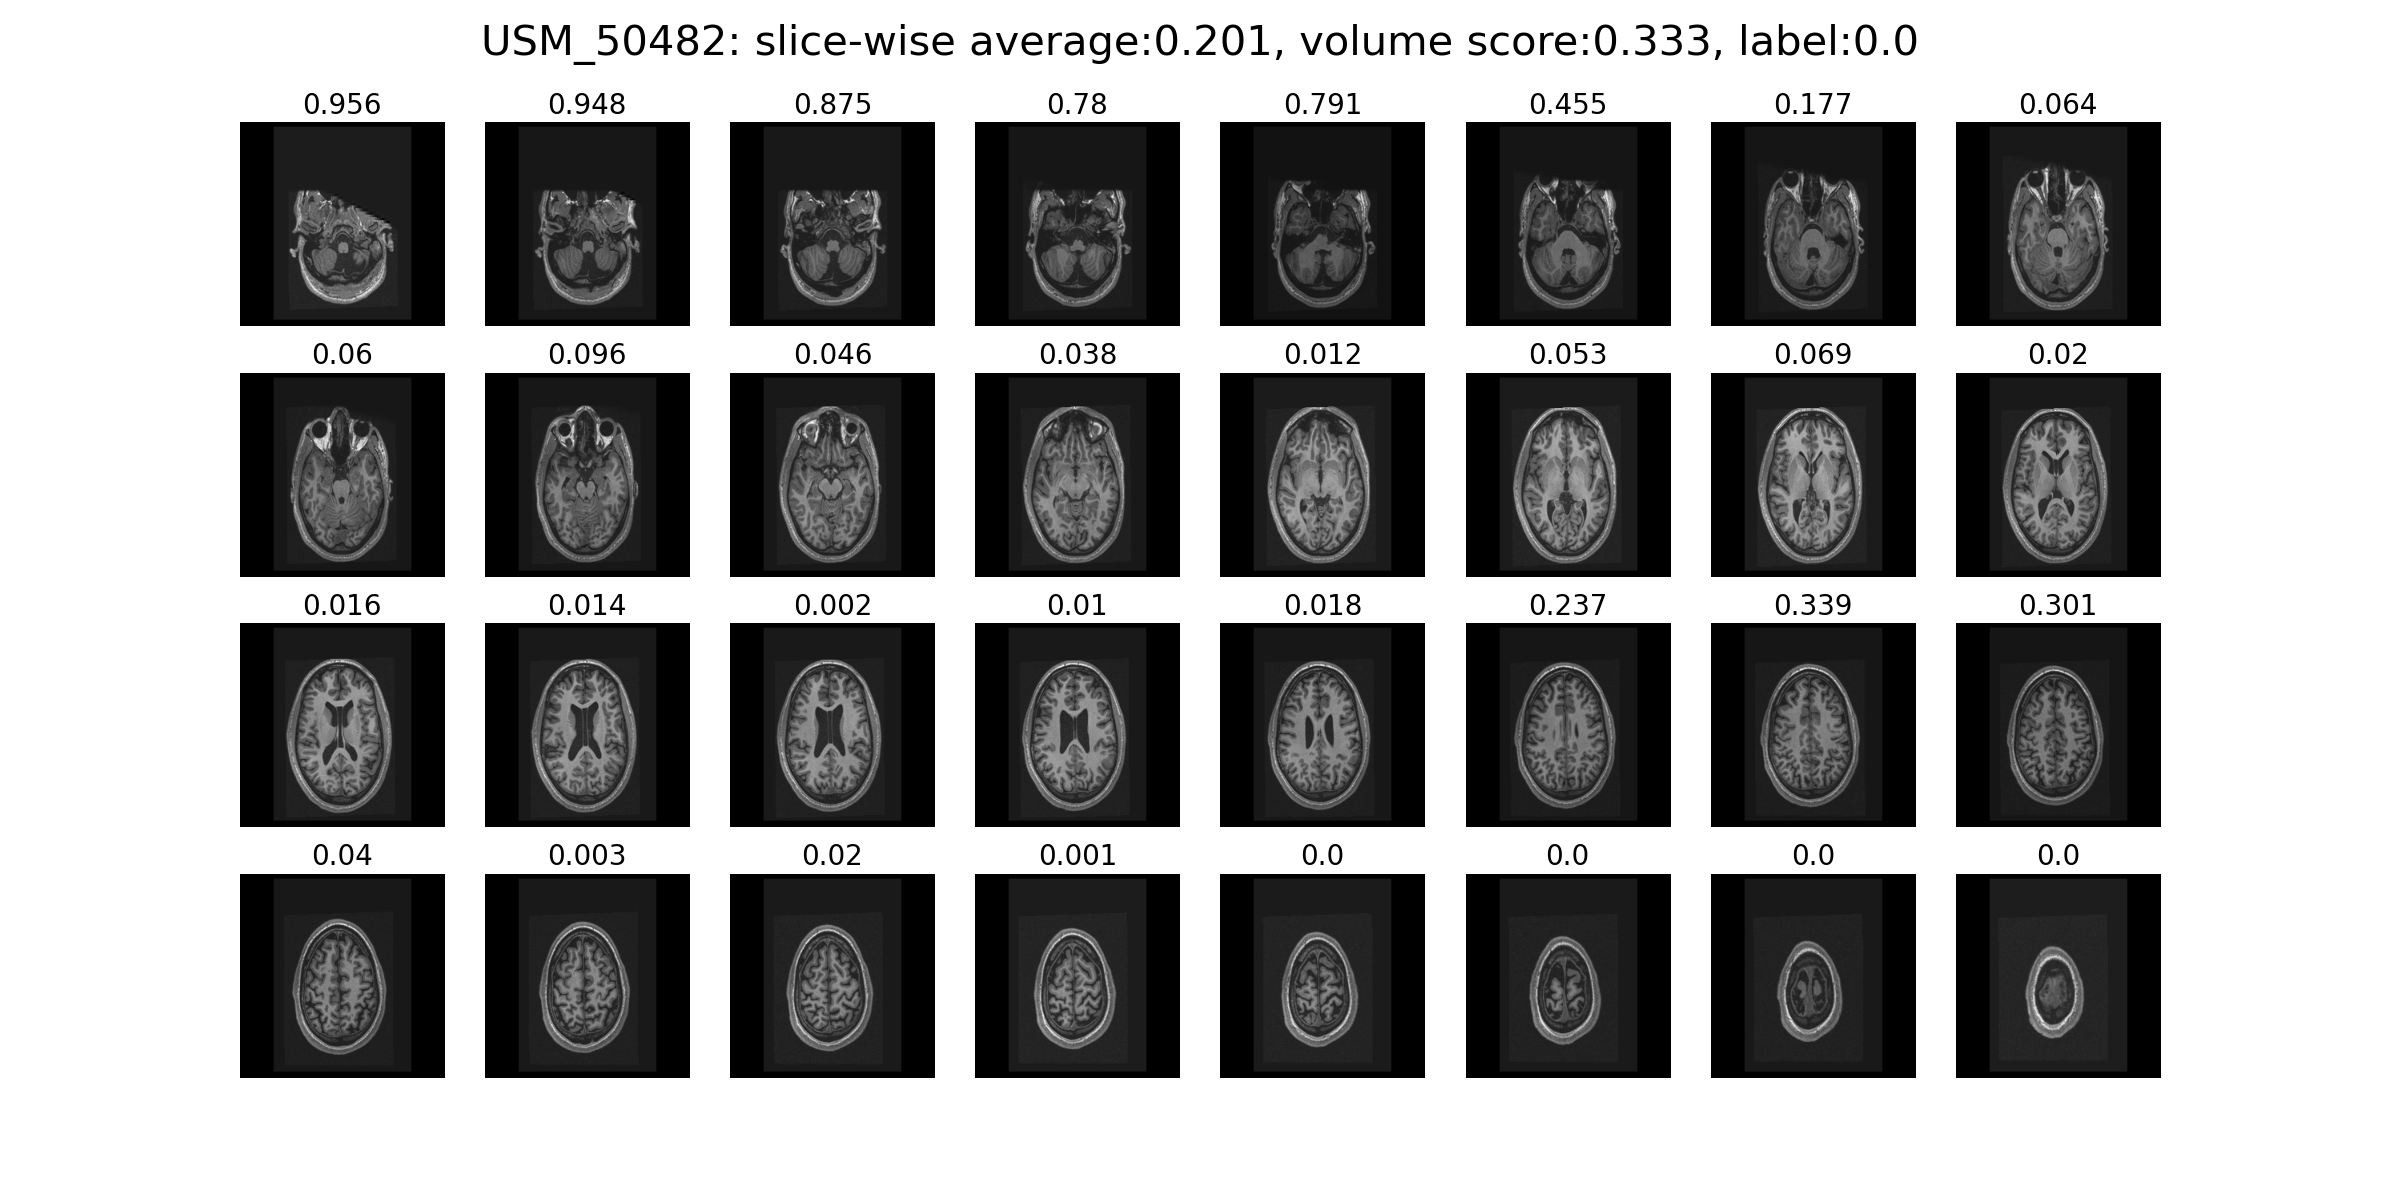 USM_50482: slice-wise average:0.201, volume score:0.333, label:0.0
0.956 0.948 0.875 0.78 0.791 0.455 0.177 0.064
0.06 0.096 0.046 0.038 0.012 0.053 0.069 0.02
0.016 0.014 0.002 0.01 0.018 0.237 0.339 0.301
0.04 0.003 0.02 0.001 0.0 0.0 0.0 0.0